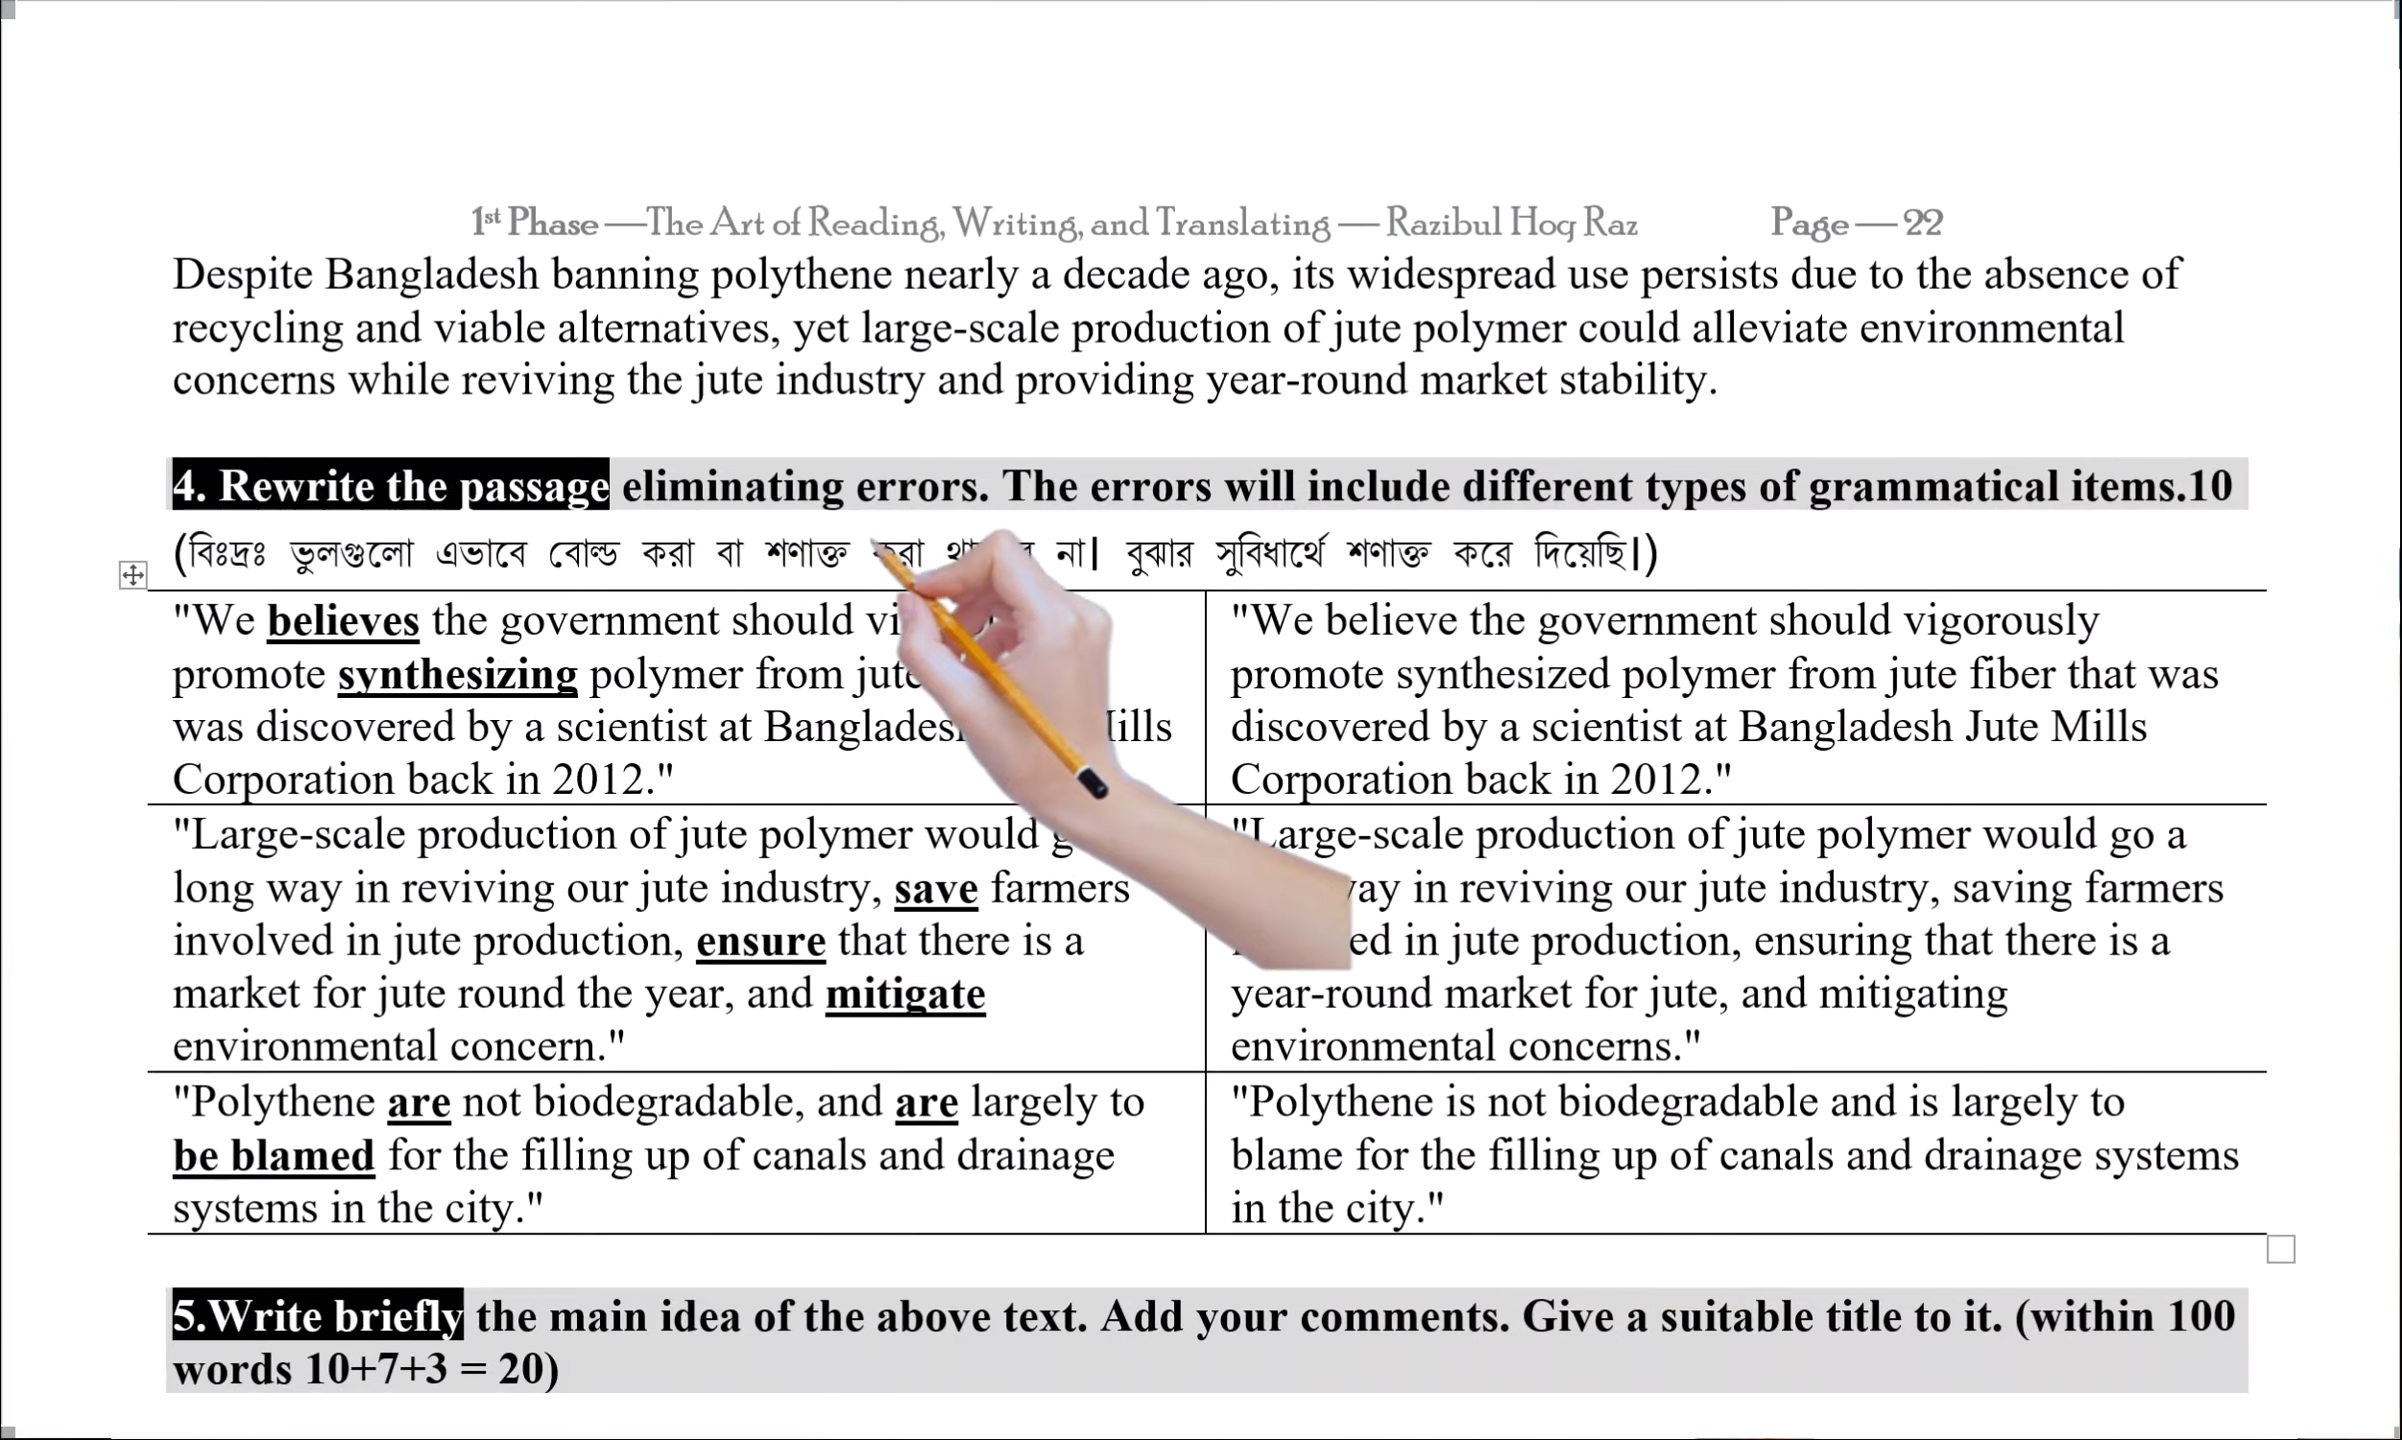 1st Phase —The Art of Reading, Writing, and Translating — Razibul Hoq Raz Page — 22
Despite Bangladesh banning polythene nearly a decade ago, its widespread use persists due to the absence of
recycling and viable alternatives, yet large-scale production of jute polymer could alleviate environmental
concerns while reviving the jute industry and providing year-round market stability.
4. Rewrite the passage eliminating errors. The errors will include different types of grammatical items.10
(বিঃদ্রঃ ভুলগুলো এভাবে বোল্ড করা বা শণাক্ত না। বুঝার সুবিধার্থে শণাক্ত করে দিয়েছি।)
"We believes the government should
promote synthesizing polymer from jute
was discovered by a scientist at
Corporation back in 2012."
"We believe the government should vigorously
promote synthesized polymer from jute fiber that was
discovered by a scientist at Bangladesh Jute Mills
Corporation back in 2012."
"Large-scale production of jute polymer would
long way in reviving our jute industry, save farmers
involved in jute production, ensure that there is a
market for jute round the year, and mitigate
environmental concern."
"Large-scale production of jute polymer would go a
in reviving our jute industry, saving farmers
in jute production, ensuring that there is a
year-round market for jute, and mitigating
environmental concerns."
"Polythene are not biodegradable, and are largely to
be blamed for the filling up of canals and drainage
systems in the city."
"Polythene is not biodegradable and is largely to
blame for the filling up of canals and drainage systems
in the city."
5.Write briefly the main idea of the above text. Add your comments. Give a suitable title to it. (within 100
words 10+7+3 = 20)